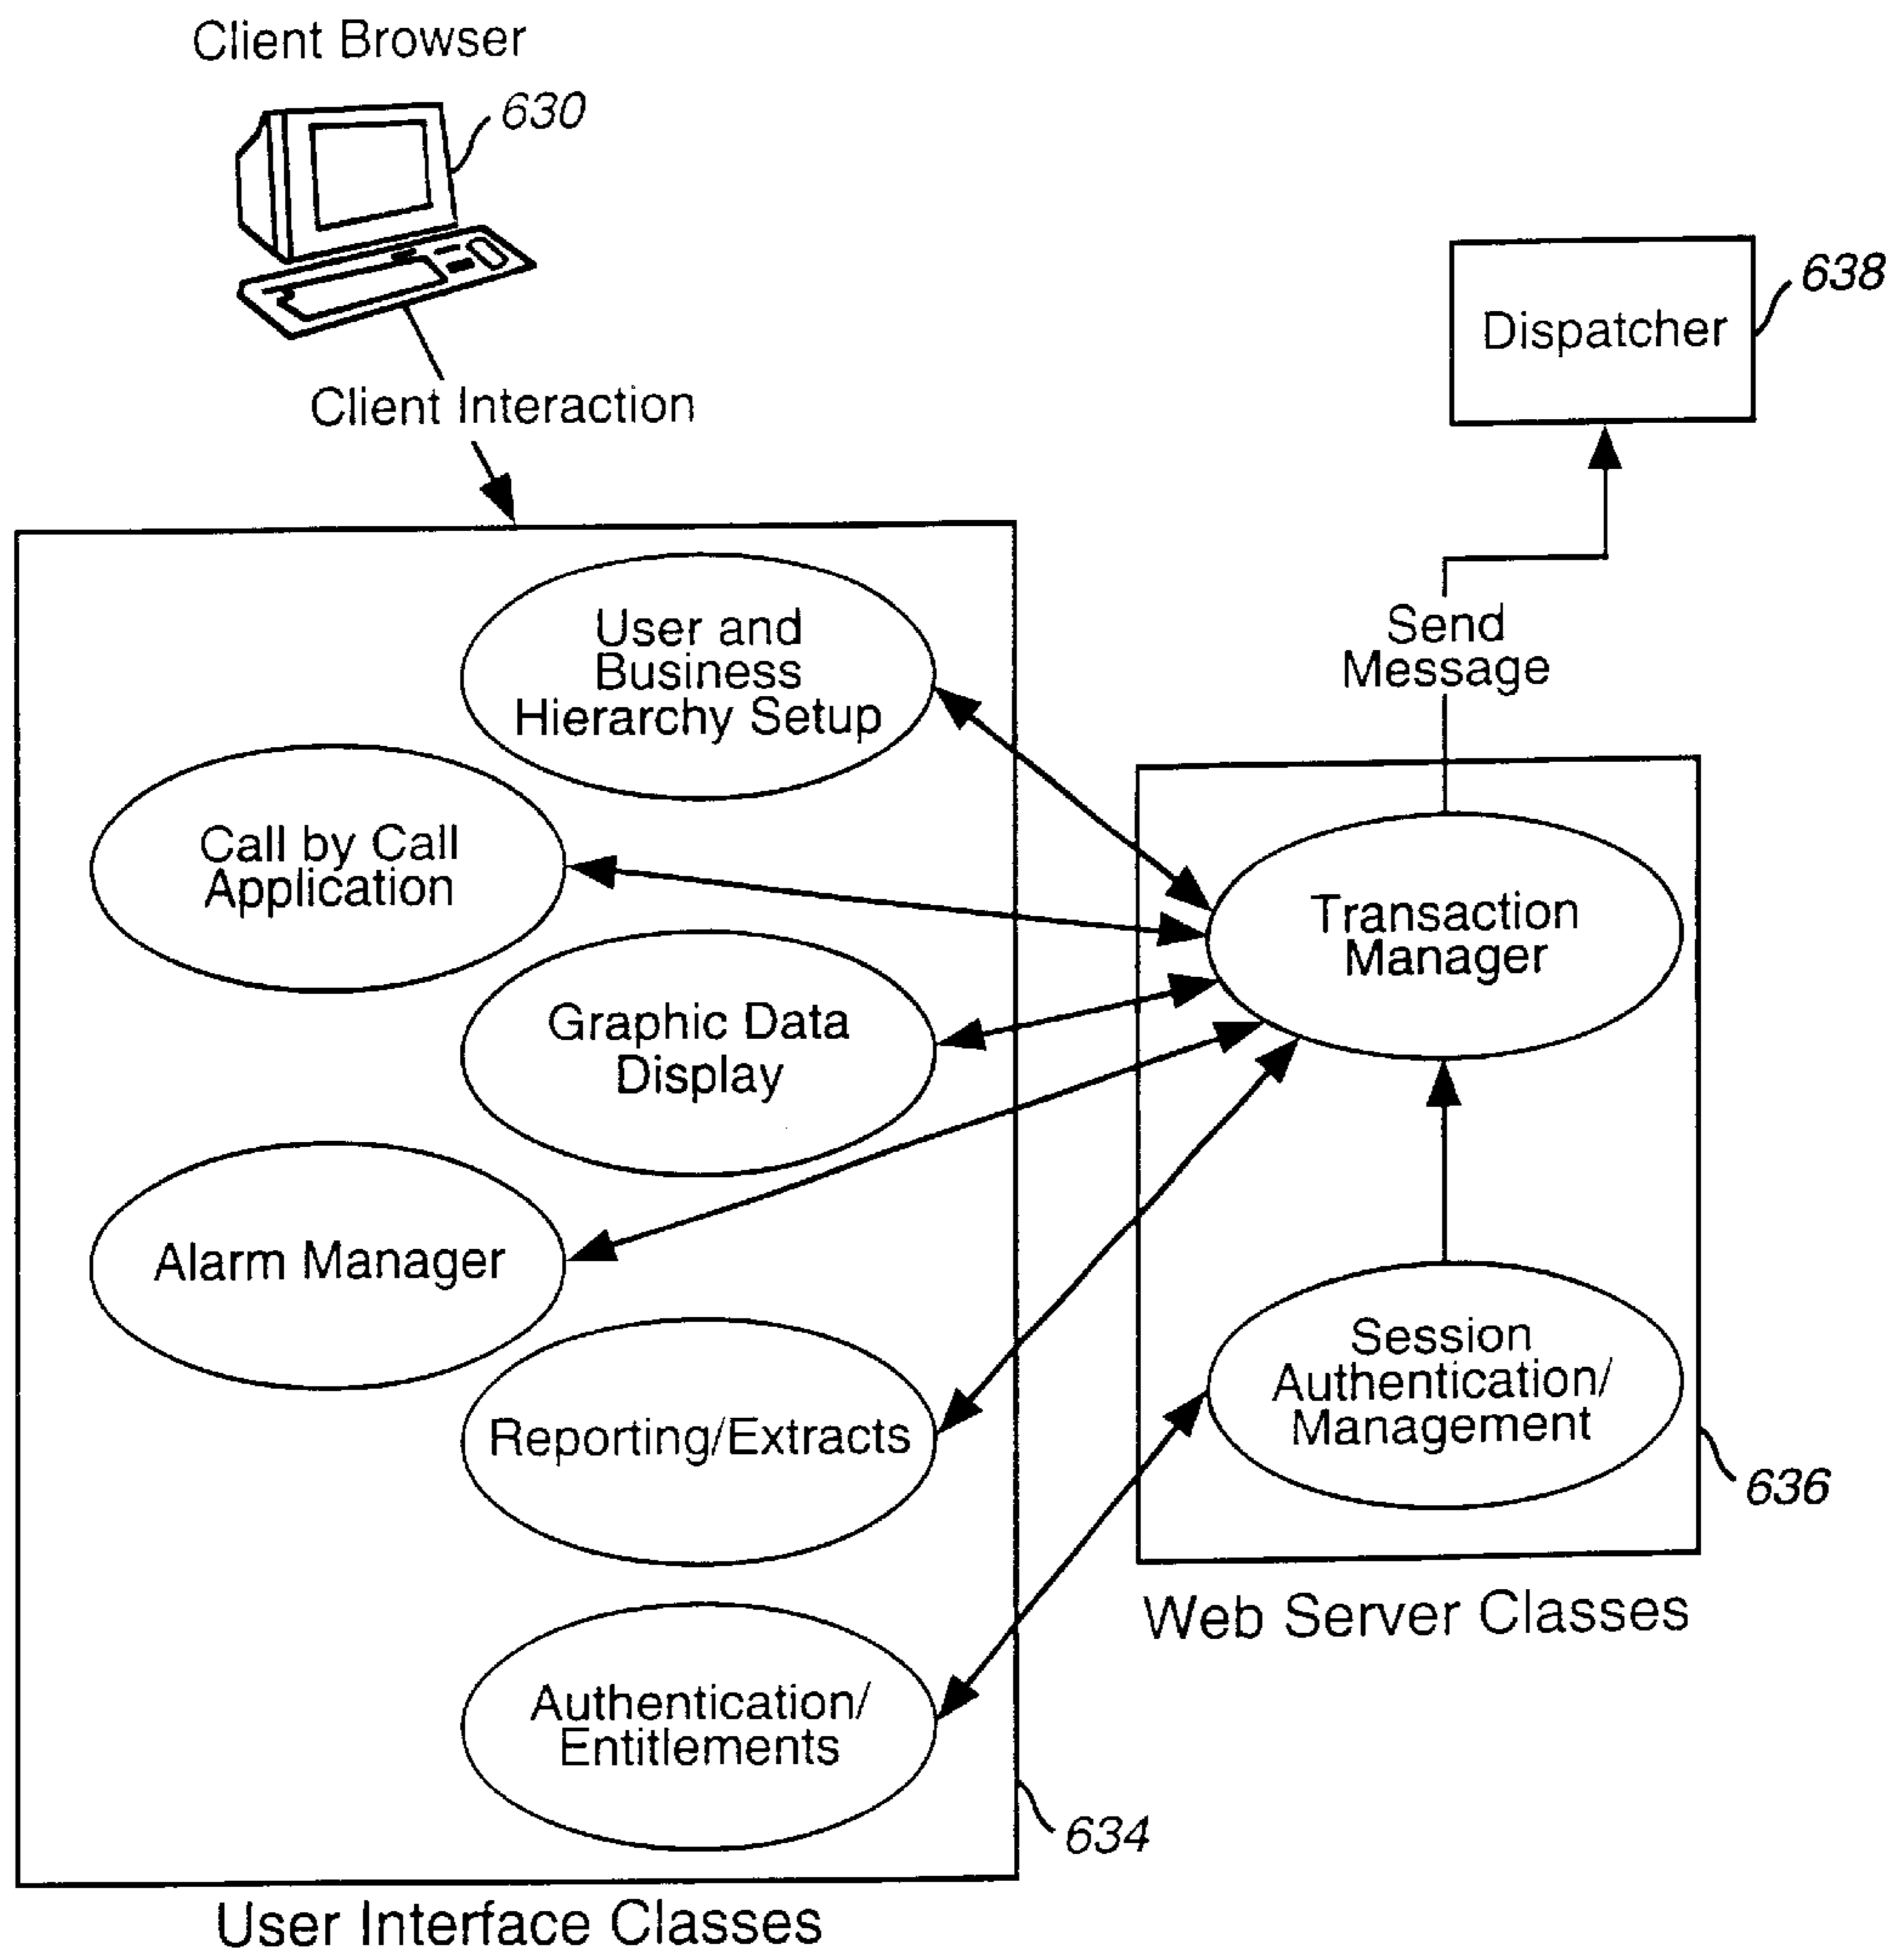 Client Browser
630
Client Interaction
638
Dispatcher
Send
Message
User and
Business
Hierarchy Setup
Call by Call
Application
Graphic Data
Display
Alarm Manager
Reporting/Extracts
Authentication/
Entitlements
634
User Interface Classes
Transaction
Manager
Session
Authentication/
Management
636
Web Server Classes